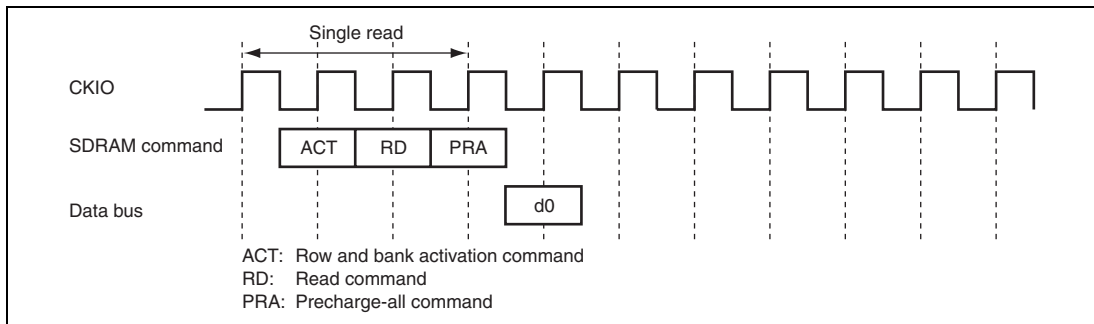 Single read
CKIO
SDRAM command
ACT
RD
PRA
Data bus
d0
ACT: Row and bank activation command
RD: Read command
PRA: Precharge-all command